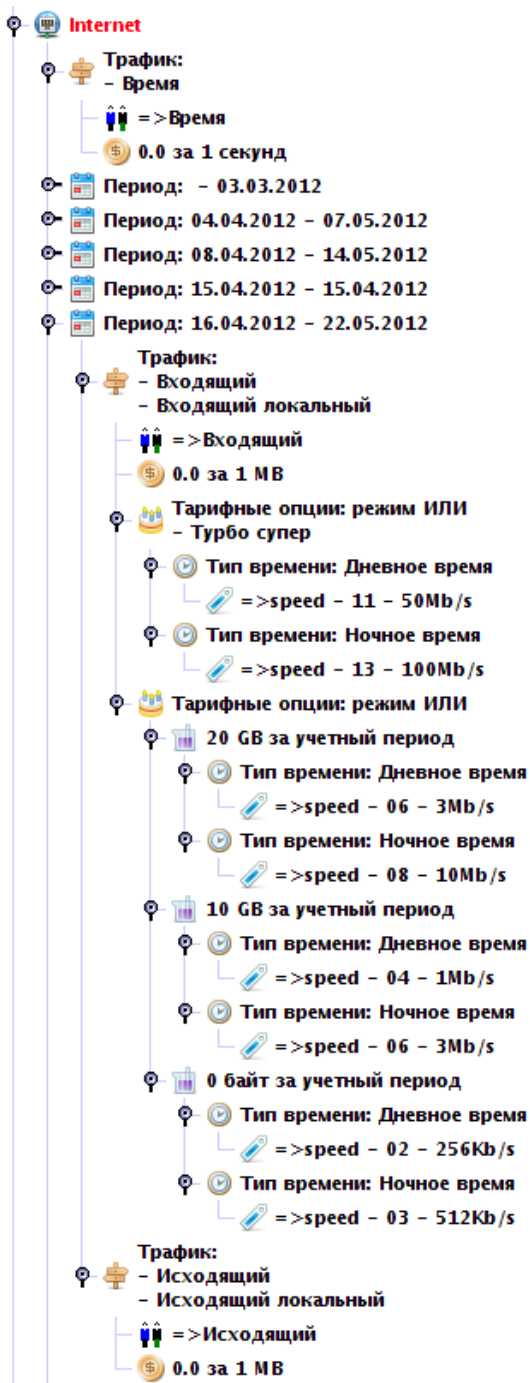 Internet
Трафик:
- Время
=>Время
0.0 за 1 секунд
Период:  - 03.03.2012
Период: 04.04.2012 - 07.05.2012
Период: 08.04.2012 - 14.05.2012
Период: 15.04.2012 - 15.04.2012
Период: 16.04.2012 - 22.05.2012
Трафик:
- Входящий
- Входящий локальный
=>Входящий
0.0 за 1 MB
Тарифные опции: режим ИЛИ
- Турбо супер
Тип времени: Дневное время
=>speed - 11 - 50Mb/s
Тип времени: Ночное время
=>speed - 13 - 100Mb/s
Тарифные опции: режим ИЛИ
20 GB за учетный период
Тип времени: Дневное время
=>speed - 06 - 3Mb/s
Тип времени: Ночное время
=>speed - 08 - 10Mb/s
10 GB за учетный период
Тип времени: Дневное время
=>speed - 04 - 1Mb/s
Тип времени: Ночное время
=>speed - 06 - 3Mb/s
0 байт за учетный период
Тип времени: Дневное время
=>speed - 02 - 256Kb/s
Тип времени: Ночное время
=>speed - 03 - 512Kb/s
Трафик:
- Исходящий
- Исходящий локальный
=>Исходящий
0.0 за 1 MB